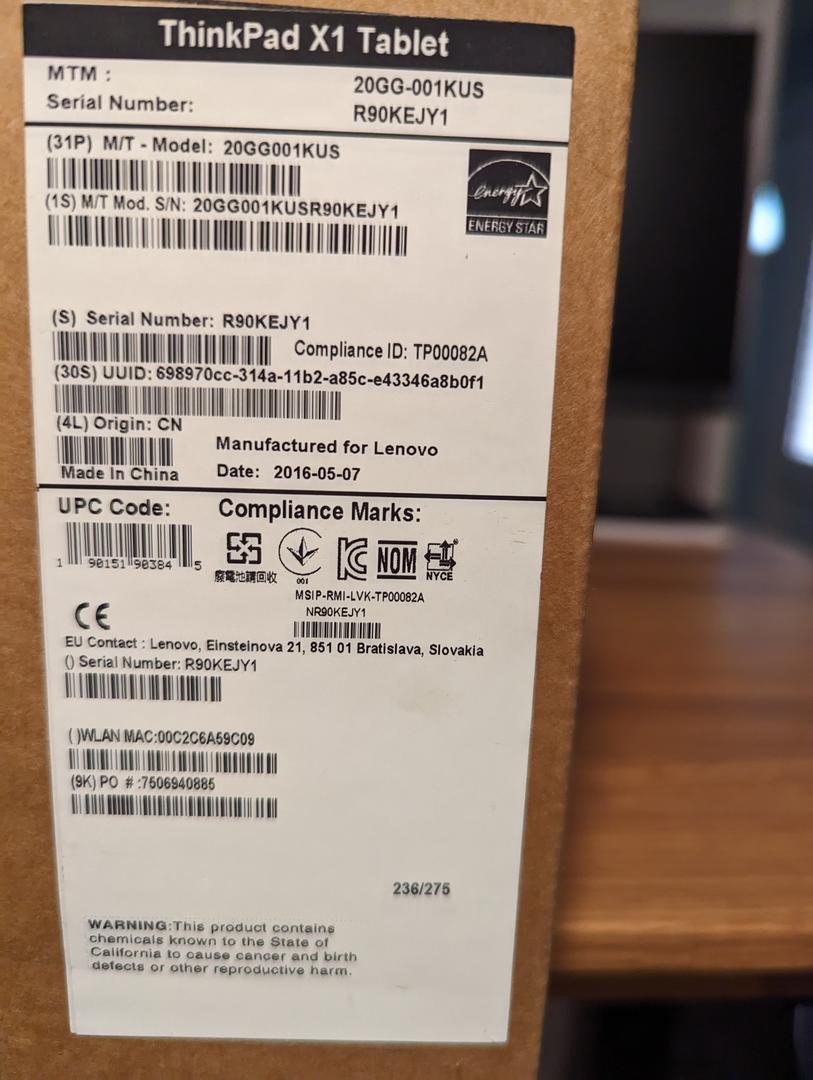 ThinkPad X1 Tablet
MTM : 20GG-001KUS
Serial Number: R90KEJY1
(31P) M/T - Model: 20GG001KUS
(1S) M/T Mod. S/N: 20GG001KUSR90KEJY1
energy
ENERGY STAR
(S) Serial Number: R90KEJY1
Compliance ID: TP00082A
(30S) UUID: 698970cc-314a-11b2-a85c-e43346a8b0f1
(4L) Origin: CN
Manufactured for Lenovo
Made In China
Date: 2016-05-07
UPC Code:
Compliance Marks:
1 90151 90384 5
廢電池請回收
001
NOM
NYCE
MSIP-RMI-LVK-TP00082A
NR90KEJY1
CE
EU Contact : Lenovo, Einsteinova 21, 851 01 Bratislava, Slovakia
() Serial Number: R90KEJY1
( )WLAN MAC:00C2C6A59C09
(9K) PO # :7506940885
236/275
WARNING:This product contains
chemicals known to the State of
California to cause cancer and birth
defects or other reproductive harm.